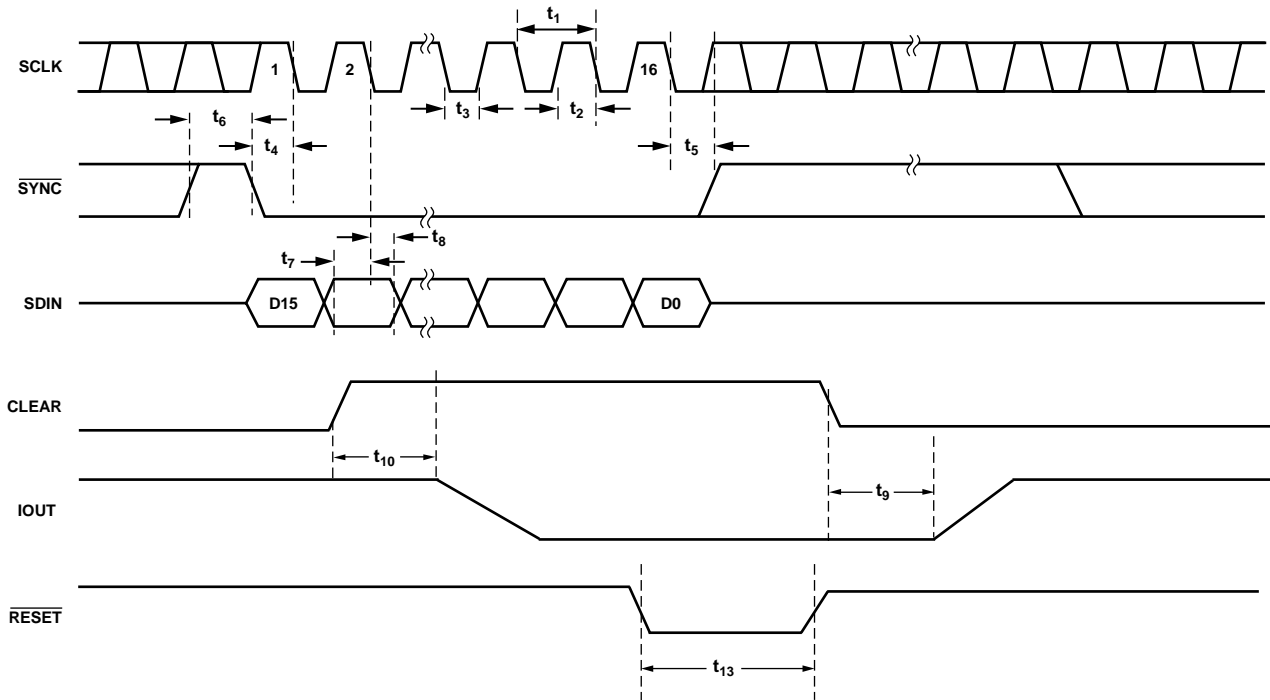 t1
SCLK
1
2
16
t3
t2
t6
t4
t5
SYNC
t8
t7
SDIN
D15
D0
CLEAR
t10
t9
IOUT
RESET
t13